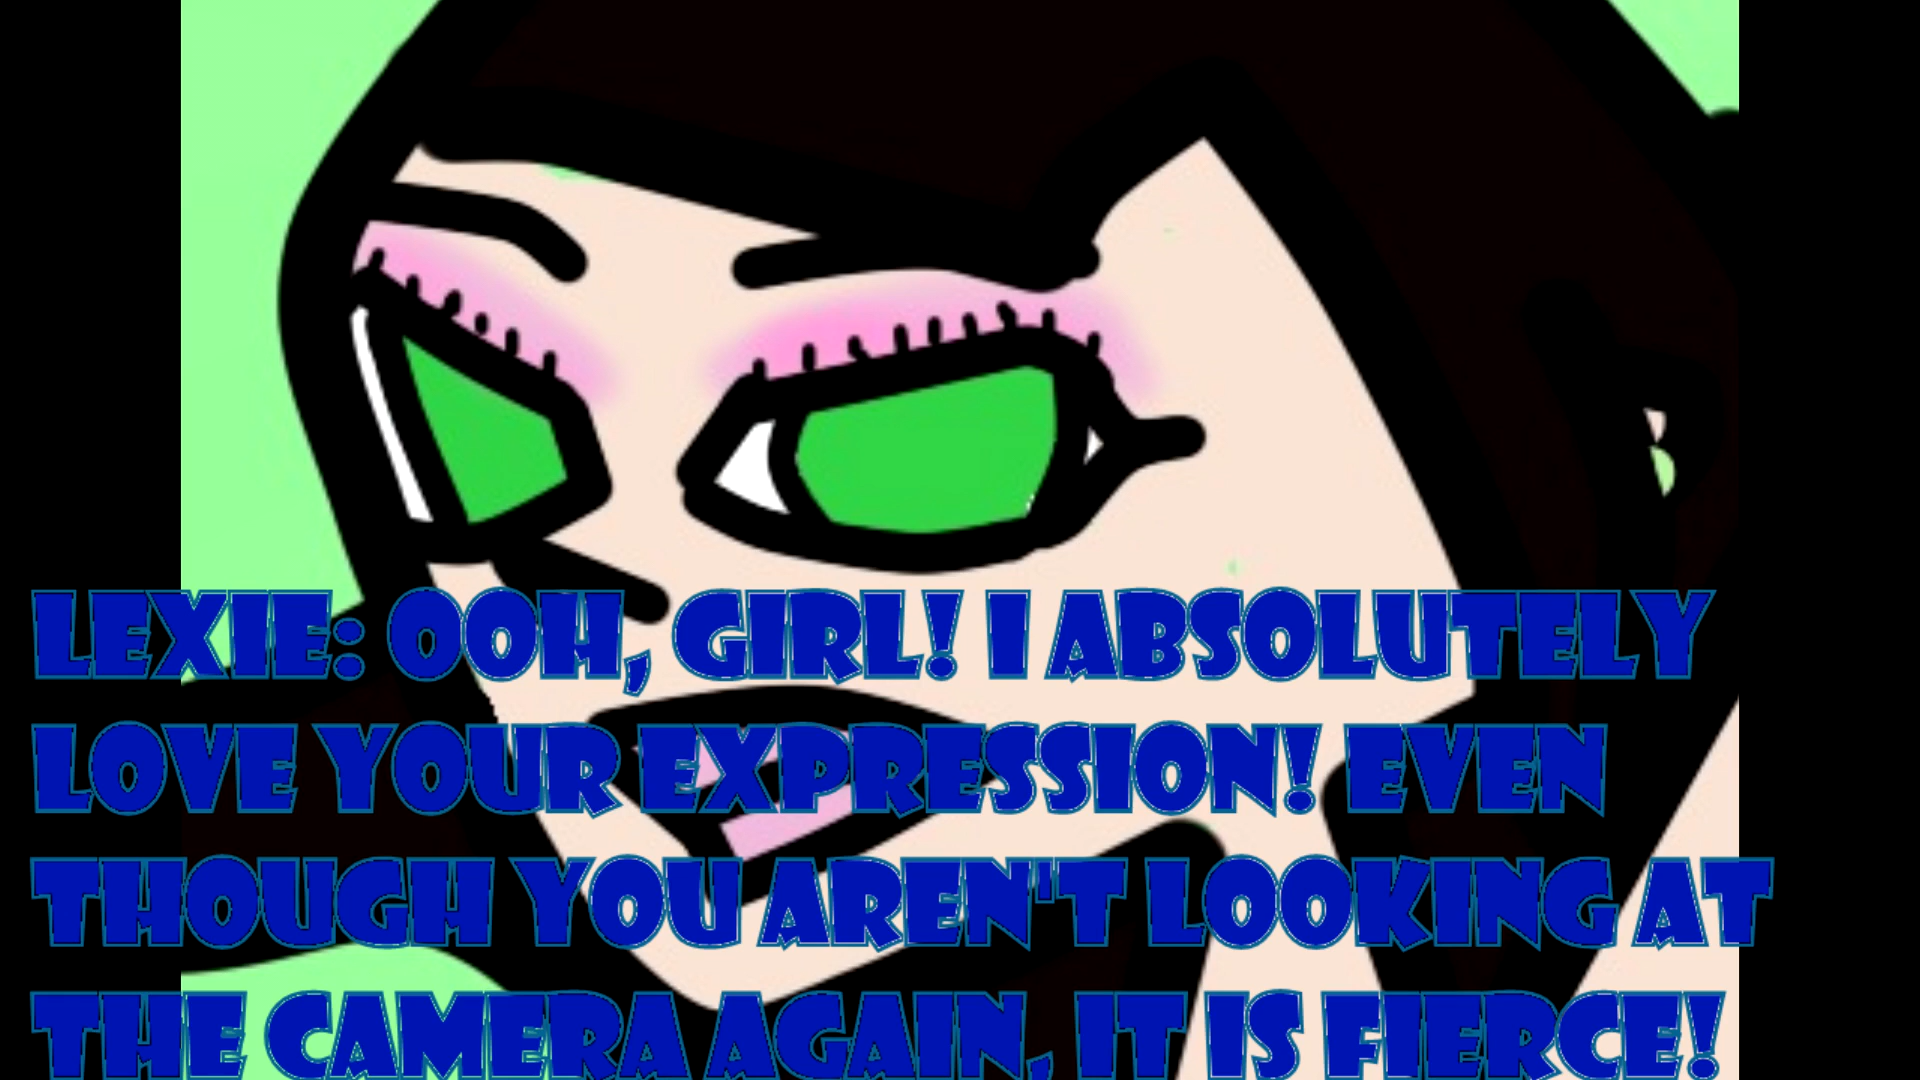 LEXIE: OOH, GIRL! I ABSOLUTELY
LOVE YOUR EXPRESSION! EVEN
THOUGH YOU AREN'T LOOKING AT
THE CAMERA AGAIN, IT IS FIERCE!